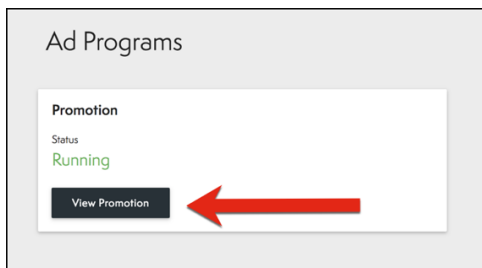 Ad Programs
Promotion
Status
Running
View Promotion